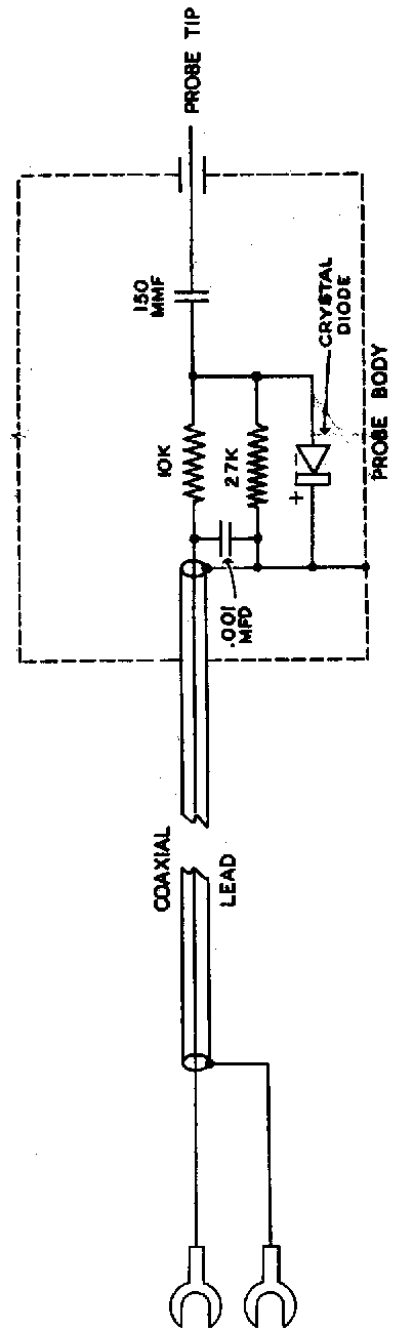 PROBE TIP
150
MMF
CRYSTAL
DIODE
10K
27K
+
–
PROBE BODY
.001
MFD
COAXIAL
LEAD